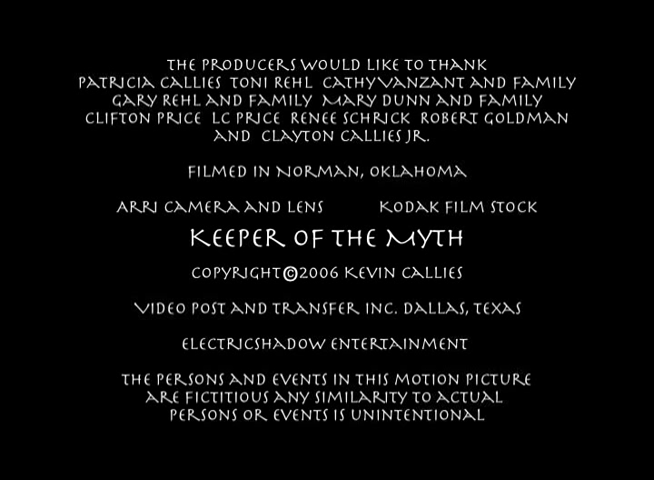 THE PRODUCERS WOULD LIKE TO THANK
PATRICIA CALLIES TONI REHL CATHY VANZANT AND FAMILY
GARY REHL AND FAMILY MARY DUNN AND FAMILY
CLIFTON PRICE LC PRICE RENEE SCHRICK ROBERT GOLDMAN
AND CLAYTON CALLIES JR.
FILMED IN NORMAN, OKLAHOMA
ARRI CAMERA AND LENS KODAK FILM STOCK
KEEPER OF THE MYTH
COPYRIGHT ©2006 KEVIN CALLIES
VIDEO POST AND TRANSFER INC. DALLAS, TEXAS
ELECTRICSHADOW ENTERTAINMENT
THE PERSONS AND EVENTS IN THIS MOTION PICTURE
ARE FICTITIOUS ANY SIMILARITY TO ACTUAL
PERSONS OR EVENTS IS UNINTENTIONAL